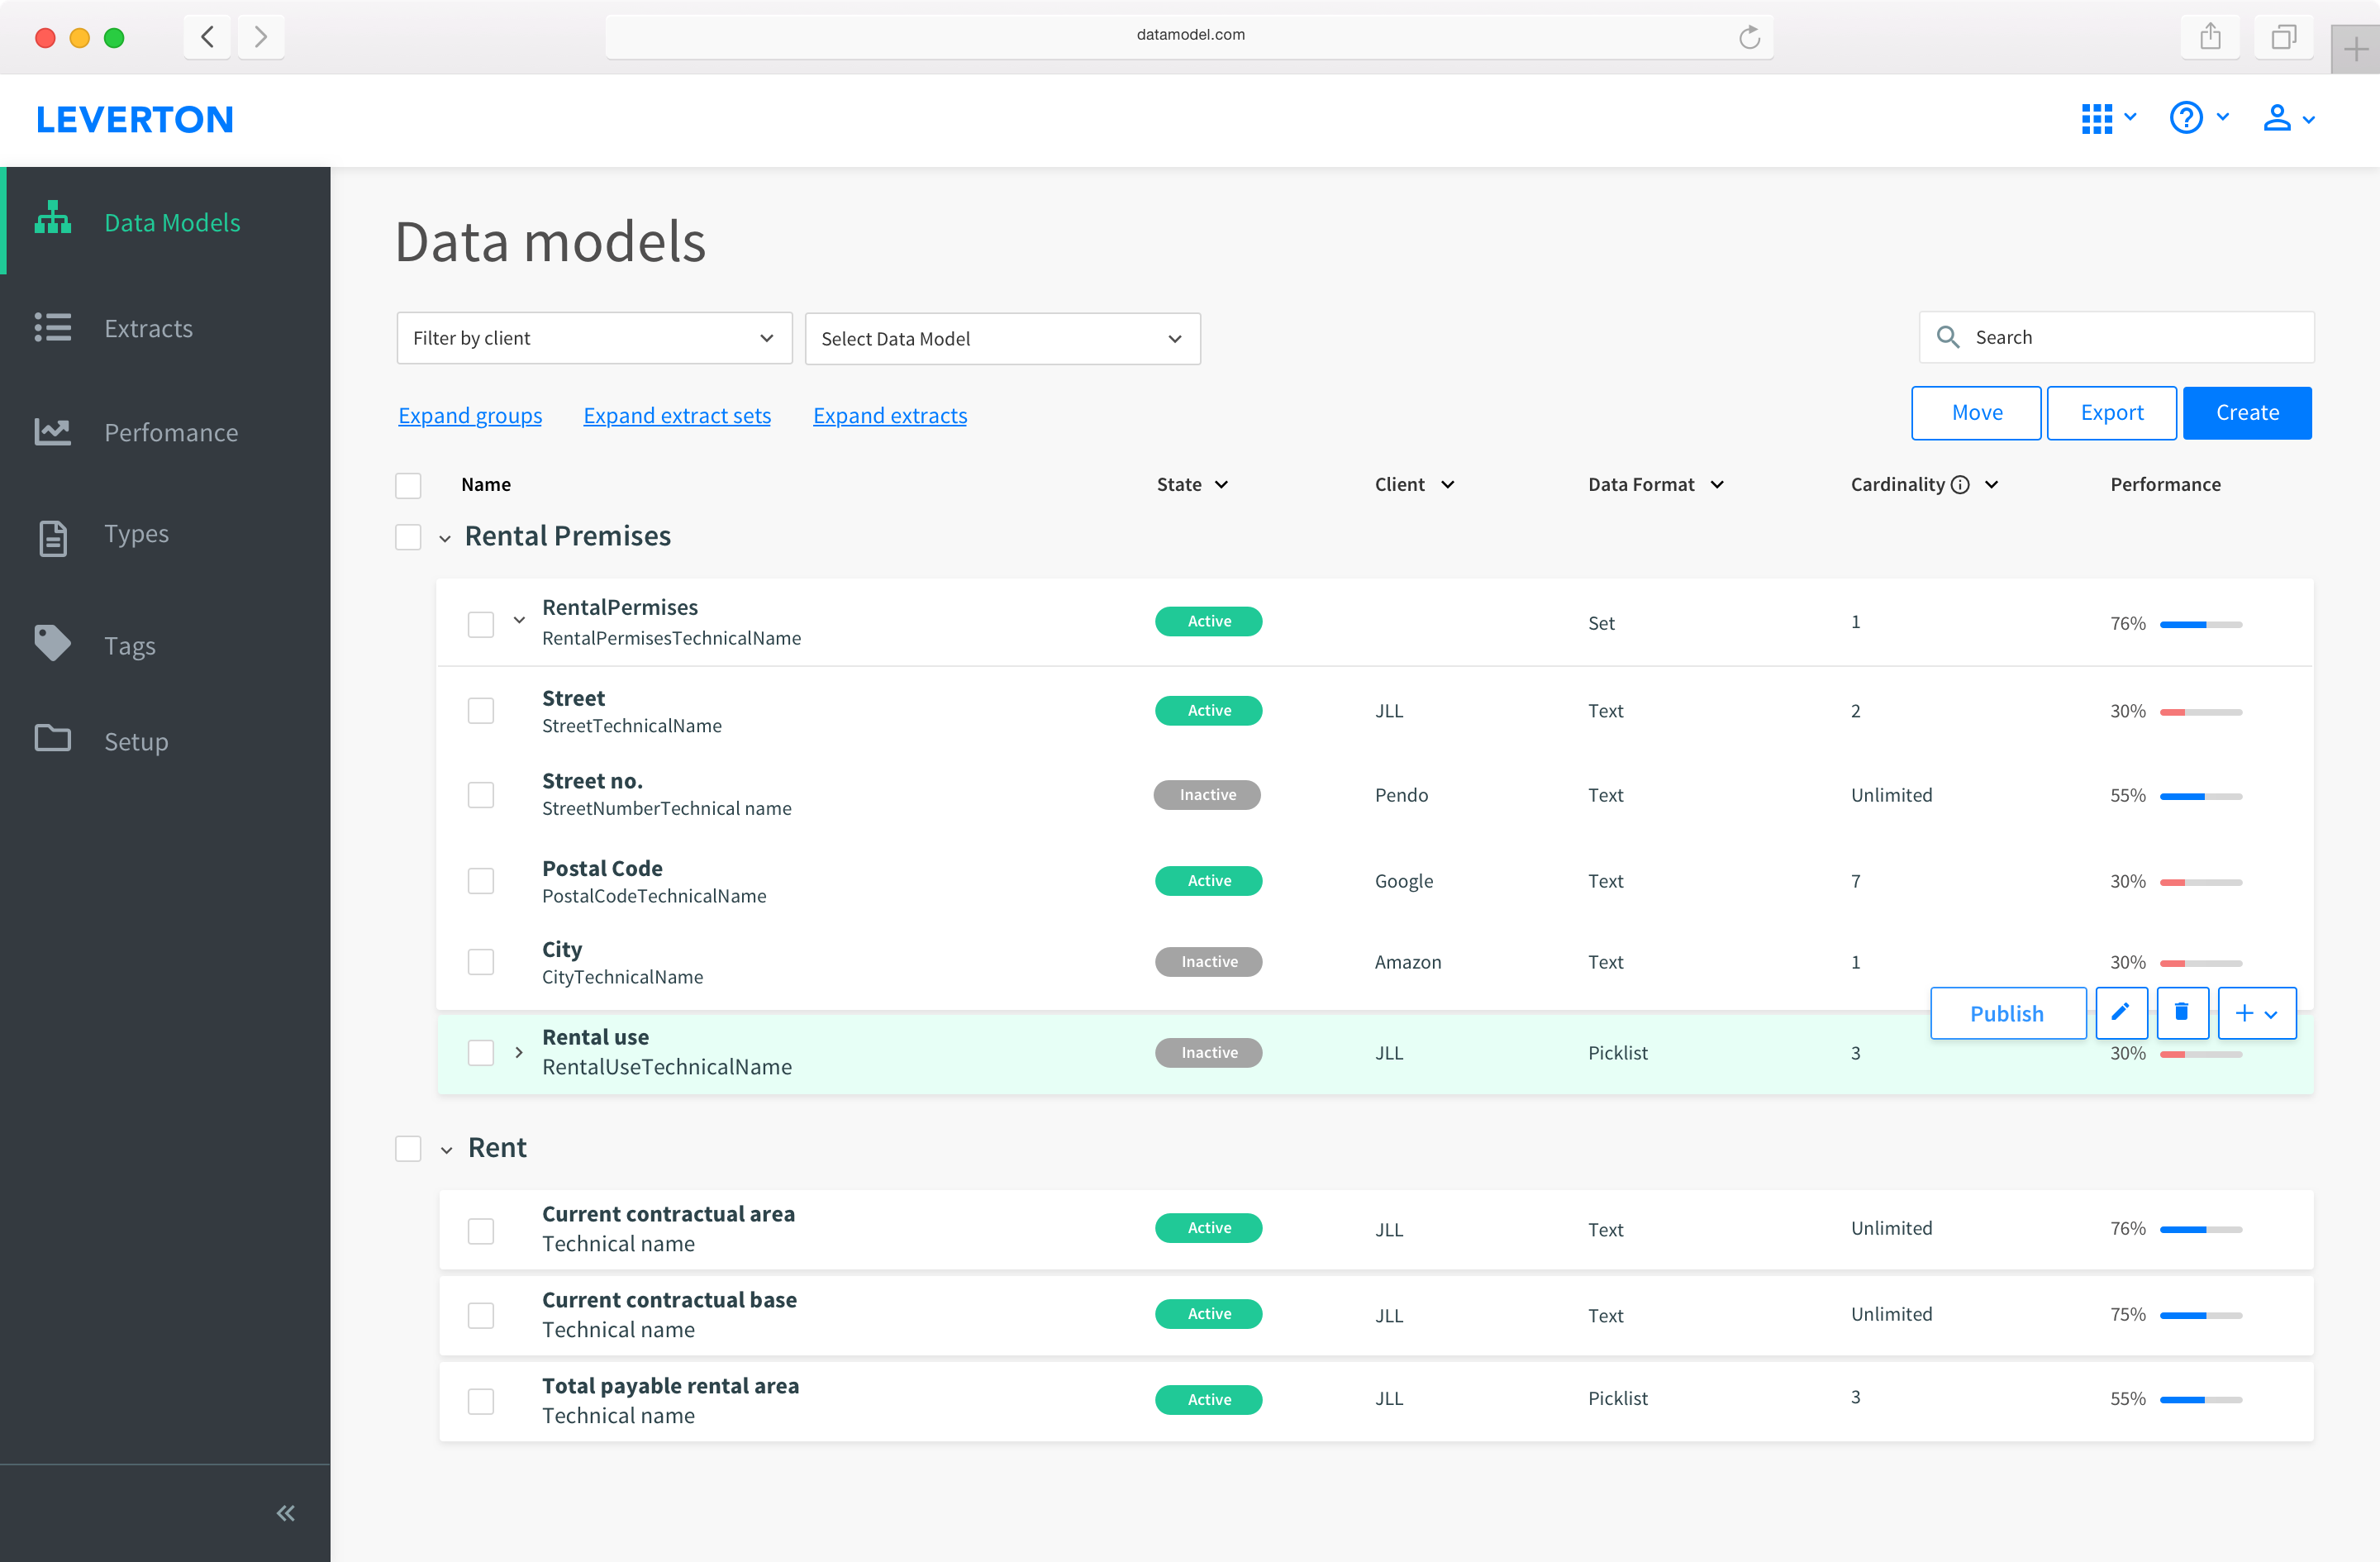 datamodel.com
LEVERTON
Data Models
Extracts
Perfomance
Types
Tags
Setup
Data models
Filter by client
Select Data Model
Search
Expand groups Expand extract sets Expand extracts
Move Export Create
Name State Client Data Format Cardinality Performance
Rental Premises
RentalPermises
RentalPermisesTechnicalName
Active Set 1 76%
Street
StreetTechnicalName
Active JLL Text 2 30%
Street no.
StreetNumberTechnical name
Inactive Pendo Text Unlimited 55%
Postal Code
PostalCodeTechnicalName
Active Google Text 7 30%
City
CityTechnicalName
Inactive Amazon Text 1 30%
Publish
Rental use
RentalUseTechnicalName
Inactive JLL Picklist 3 30%
Rent
Current contractual area
Technical name
Active JLL Text Unlimited 76%
Current contractual base
Technical name
Active JLL Text Unlimited 75%
Total payable rental area
Technical name
Active JLL Picklist 3 55%